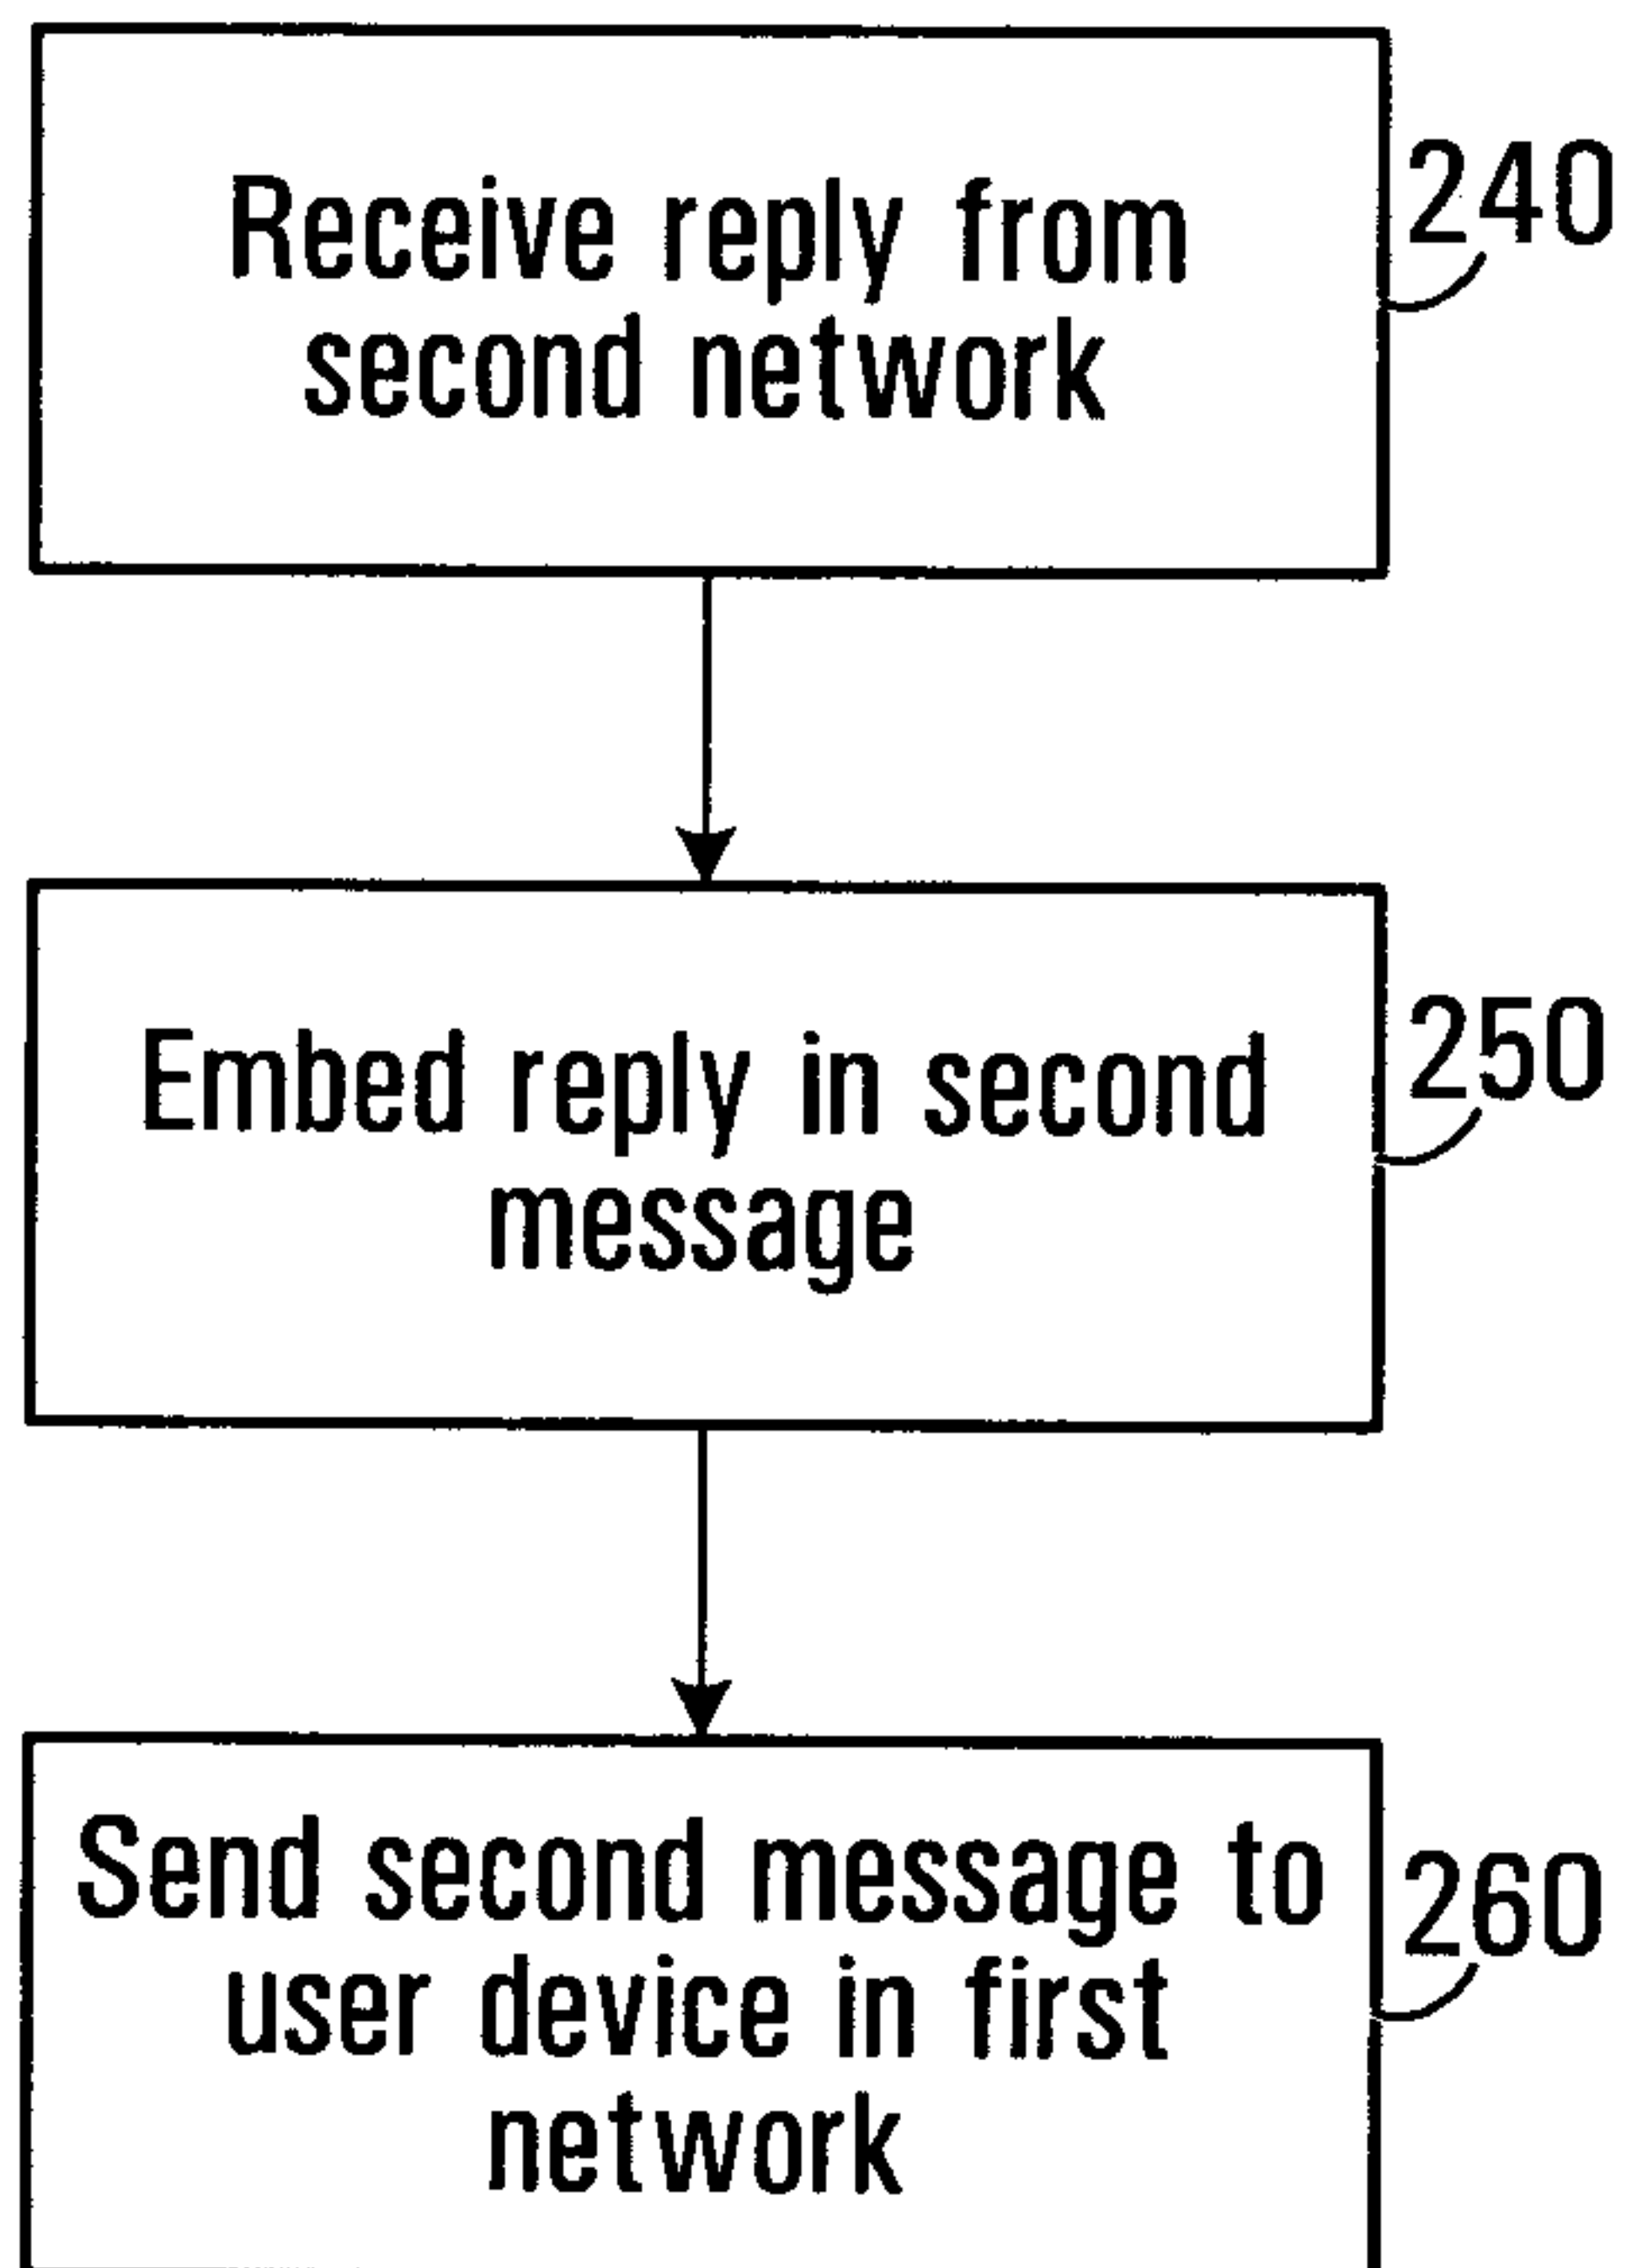 Receive reply from
second network
240
Embed reply in second
message
250
Send second message to
user device in first
network
260